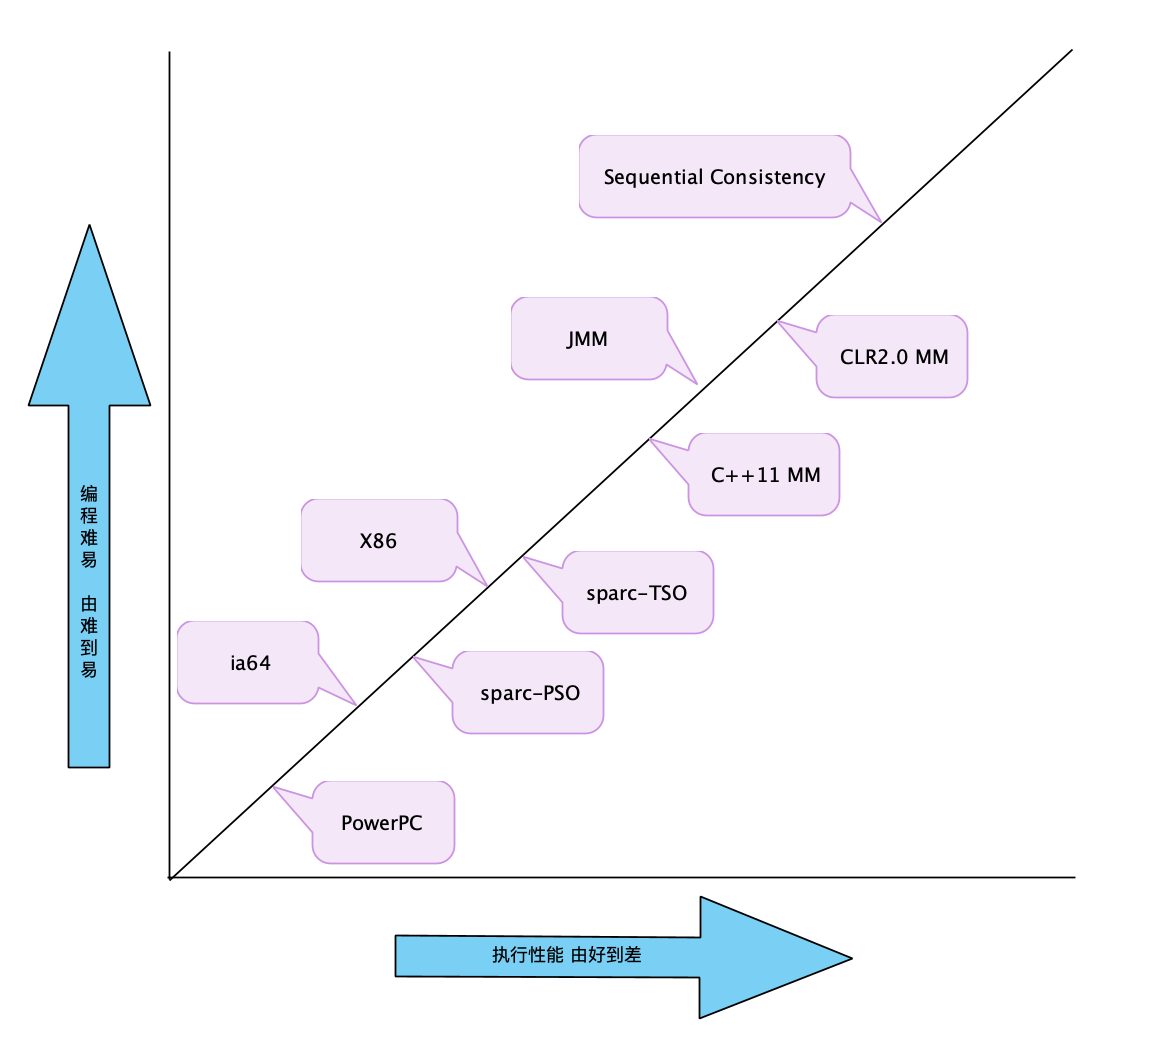 Sequential Consistency
JMM
CLR2.0 MM
C++11 MM
X86
sparc-TSO
ia64
sparc-PSO
PowerPC
编程难易 由难到易
执行性能 由好到差